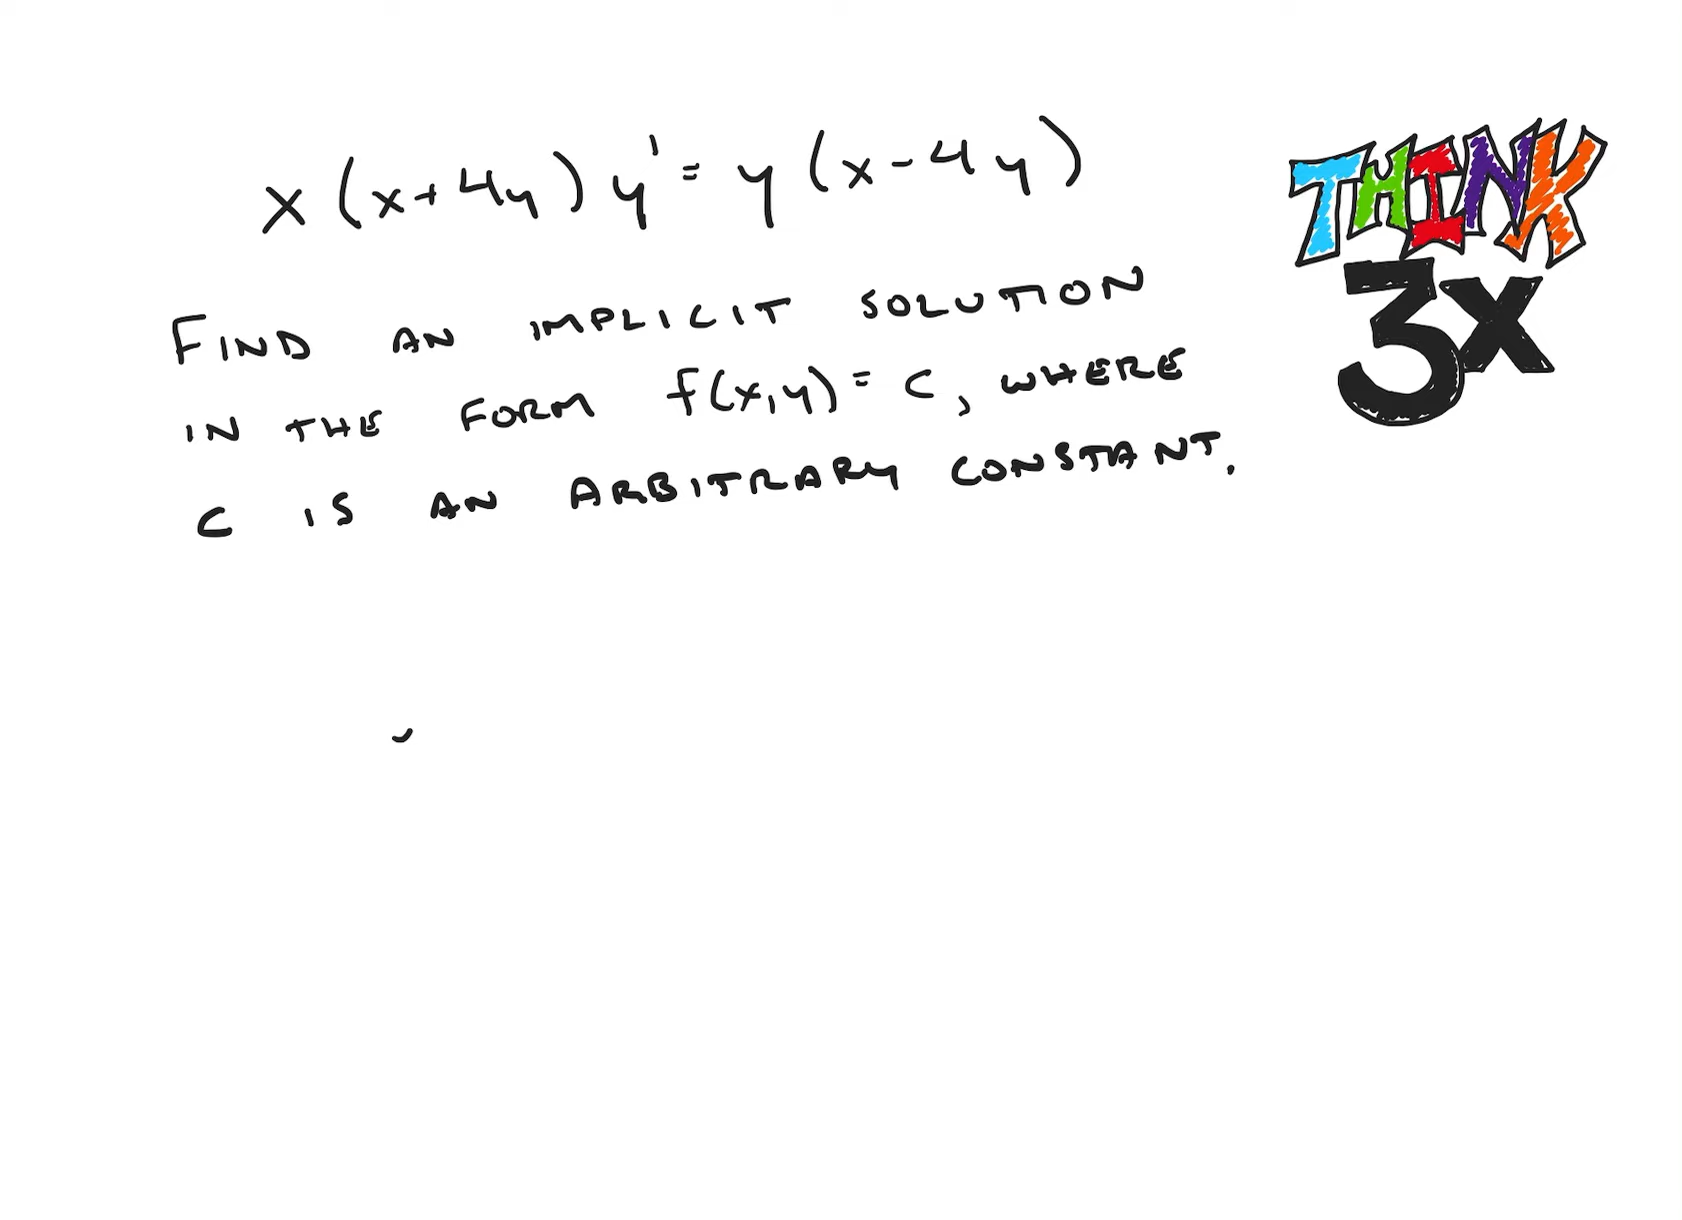 x(x+4y)y'=y(x-4y)
FIND AN IMPLICIT SOLUTION
IN THE FORM f(x,y)=C, WHERE
C IS AN ARBITRARY CONSTANT.
THINK
3x